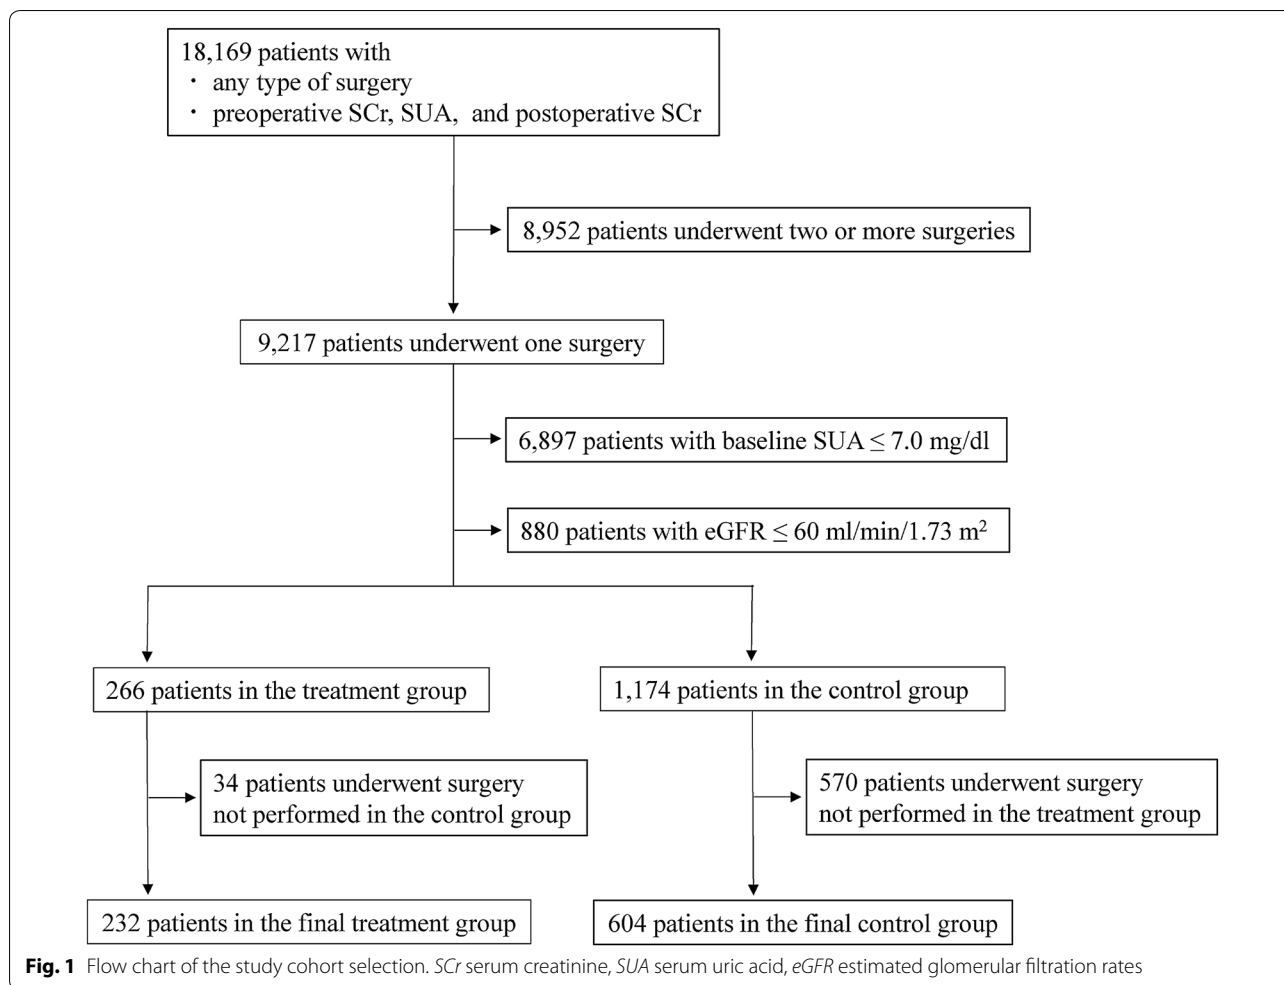 18,169 patients with
・ any type of surgery
・ preoperative SCr, SUA, and postoperative SCr
8,952 patients underwent two or more surgeries
9,217 patients underwent one surgery
6,897 patients with baseline SUA ≤ 7.0 mg/dl
880 patients with eGFR ≤ 60 ml/min/1.73 m²
266 patients in the treatment group
1,174 patients in the control group
34 patients underwent surgery
not performed in the control group
570 patients underwent surgery
not performed in the treatment group
232 patients in the final treatment group
604 patients in the final control group
Fig. 1 Flow chart of the study cohort selection. SCr serum creatinine, SUA serum uric acid, eGFR estimated glomerular filtration rates